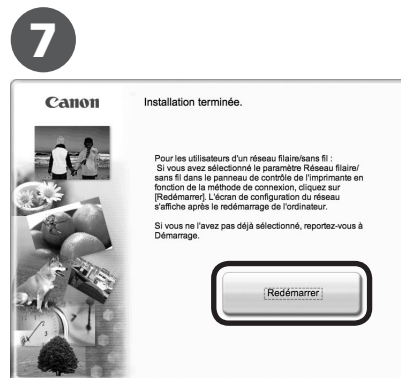 7
Canon
Installation terminée.
Pour les utilisateurs d'un réseau filaire/sans fil :
Si vous avez sélectionné le paramètre Réseau filaire/
sans fil dans le panneau de contrôle de l'imprimante en
fonction de la méthode de connexion, cliquez sur
[Redémarrer]. L'écran de configuration du réseau
s'affiche après le redémarrage de l'ordinateur.
Si vous ne l'avez pas déjà sélectionné, reportez-vous à
Démarrage.
Redémarrer